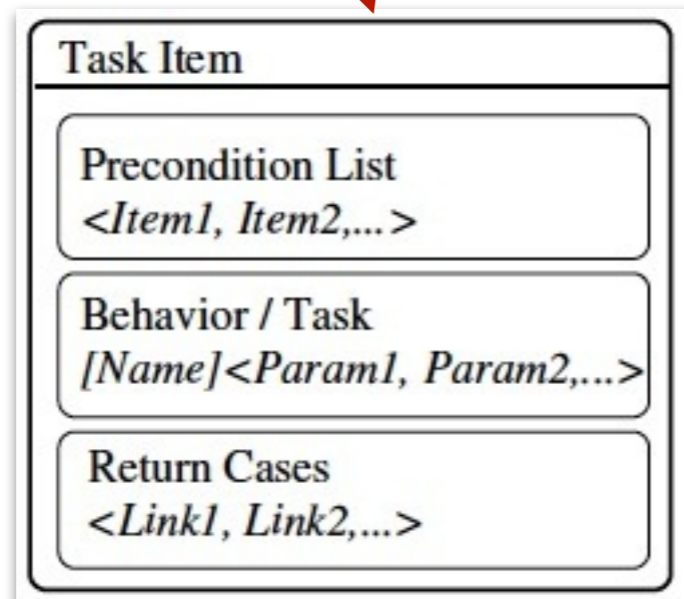 Task Item
Precondition List
<Item1, Item2,...>
Behavior / Task
[Name]<Param1, Param2,...>
Return Cases
<Link1, Link2,...>